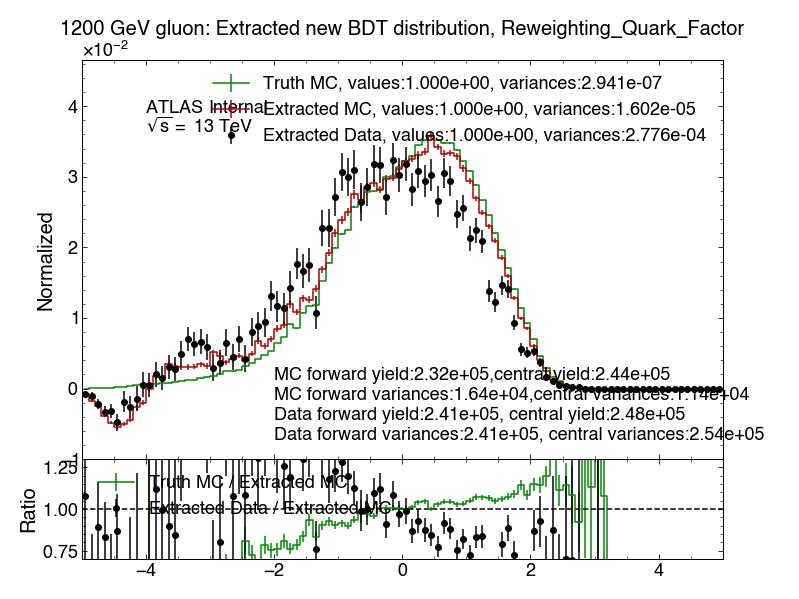 1200 GeV gluon: Extracted new BDT distribution, Reweighting_Quark_Factor
×10⁻²
Truth MC, values:1.000e+00, variances:2.941e-07
ATLAS Internal
Extracted MC, values:1.000e+00, variances:1.602e-05
√s = 13 TeV
Extracted Data, values:1.000e+00, variances:2.776e-04
4
3
2
1
0
1
Normalized
MC forward yield:2.32e+05,central yield:2.44e+05
MC forward variances:1.64e+04,central variances:1.14e+04
Data forward yield:2.41e+05, central yield:2.48e+05
Data forward variances:2.41e+05, central variances:2.54e+05
1.25
1.00
0.75
Ratio
Truth MC / Extracted MC
Extracted Data / Extracted MC
−4 −2 0 2 4